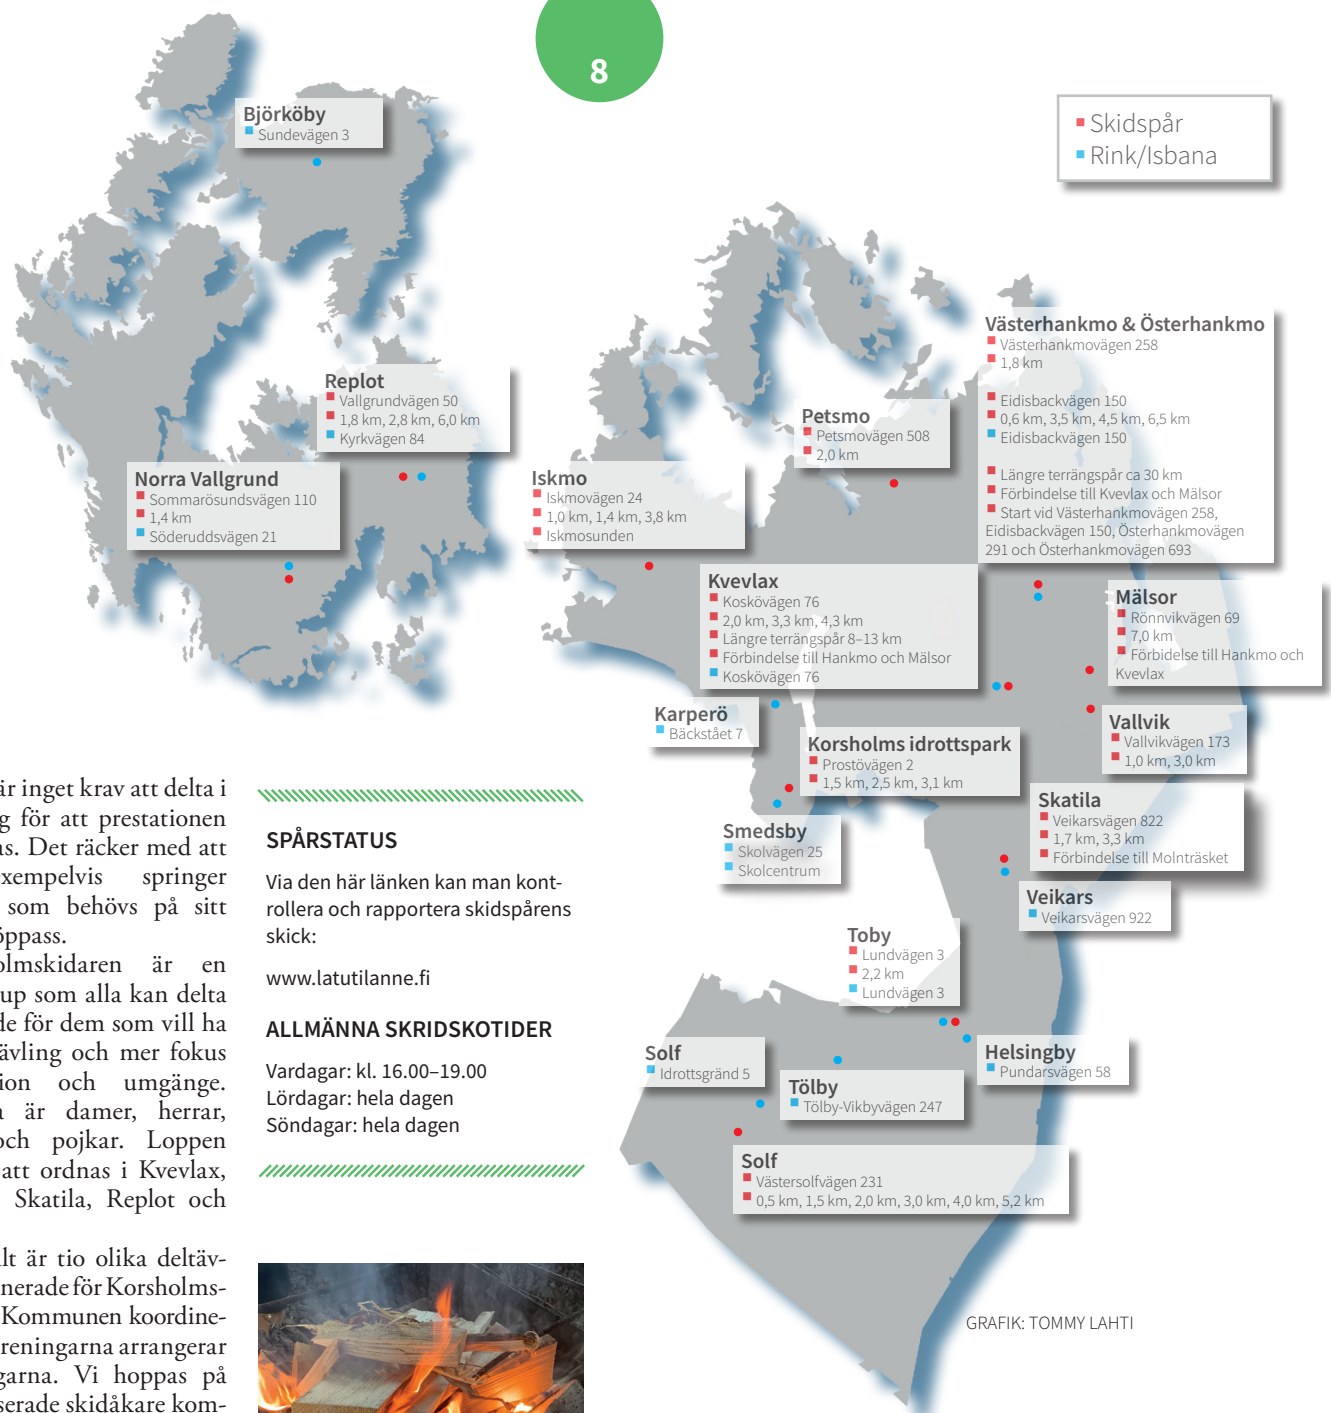 8
Skidspår
Rink/Isbana
Björköby
Sundevägen 3
Replot
Vallgrundvägen 50
1,8 km, 2,8 km, 6,0 km
Kyrkvägen 84
Norra Vallgrund
Sommarösundsvägen 110
1,4 km
Söderuddsvägen 21
Västerhankmo & Österhankmo
Västerhankmovägen 258
1,8 km
Eidisbackvägen 150
0,6 km, 3,5 km, 4,5 km, 6,5 km
Eidisbackvägen 150
Längre terrängspår ca 30 km
Förbindelse till Kvevlax och Mälsor
Start vid Västerhankmovägen 258,
Eidisbackvägen 150, Österhankmovägen
291 och Österhankmovägen 693
Petsmo
Petsmovägen 508
2,0 km
Iskmo
Iskmovägen 24
1,0 km, 1,4 km, 3,8 km
Iskmosunden
Kvevlax
Koskövägen 76
2,0 km, 3,3 km, 4,3 km
Längre terrängspår 8–13 km
Förbindelse till Hankmo och Mälsor
Koskövägen 76
Mälsor
Rönnvikvägen 69
7,0 km
Förbidelse till Hankmo och
Kvevlax
Karperö
Bäckstået 7
Vallvik
Vallvikvägen 173
1,0 km, 3,0 km
Korsholms idrottspark
Prostövägen 2
1,5 km, 2,5 km, 3,1 km
Skatila
Veikarsvägen 822
1,7 km, 3,3 km
Förbindelse till Molnträsket
Smedsby
Skolvägen 25
Skolcentrum
Veikars
Veikarsvägen 922
Toby
Lundvägen 3
2,2 km
Lundvägen 3
Helsingby
Pundarsvägen 58
Solf
Idrottsgränd 5
Tölby
Tölby-Vikbyvägen 247
Solf
Västersolfvägen 231
0,5 km, 1,5 km, 2,0 km, 3,0 km, 4,0 km, 5,2 km
GRAFIK: TOMMY LAHTI
är inget krav att delta i
g för att prestationen
as. Det räcker med att
exempelvis springer
som behövs på sitt
öppass.
olmskidaren är en
up som alla kan delta
de för dem som vill ha
ävling och mer fokus
ion och umgänge.
a är damer, herrar,
och pojkar. Loppen
att ordnas i Kvevlax,
Skatila, Replot och
lt är tio olika deltäv-
nerade för Korsholms-
Kommunen koordine-
reningarna arrangerar
garna. Vi hoppas på
serade skidåkare kom-
SPÅRSTATUS
Via den här länken kan man kont-
rollera och rapportera skidspårens
skick:
www.latutilanne.fi
ALLMÄNNA SKRIDSKOTIDER
Vardagar: kl. 16.00–19.00
Lördagar: hela dagen
Söndagar: hela dagen